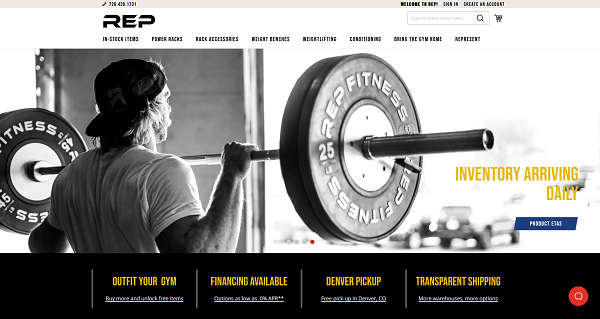 720.420.1731
WELCOME TO REP! SIGN IN CREATE AN ACCOUNT
REP
Search entire store here...
IN-STOCK ITEMS POWER RACKS RACK ACCESSORIES WEIGHT BENCHES WEIGHTLIFTING CONDITIONING BRING THE GYM HOME REPRESENT
FITNESS
REP FITNESS
25
REP FITNESS
INVENTORY ARRIVING
DAILY
PRODUCT ETAS
OUTFIT YOUR GYM
Buy more and unlock free items
FINANCING AVAILABLE
Options as low as 0% APR**
DENVER PICKUP
Free pick-up in Denver, CO
TRANSPARENT SHIPPING
More warehouses, more options